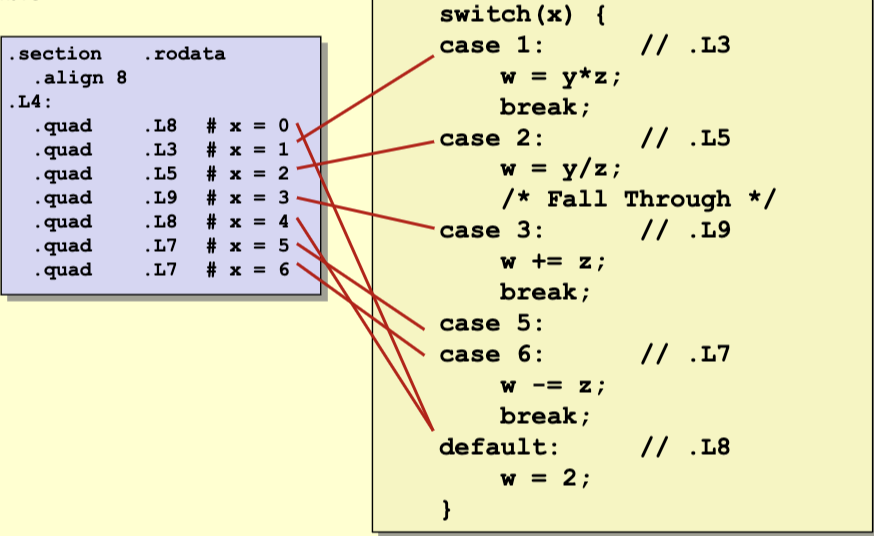 .section .rodata
.align 8
.L4:
.quad .L8 # x = 0
.quad .L3 # x = 1
.quad .L5 # x = 2
.quad .L9 # x = 3
.quad .L8 # x = 4
.quad .L7 # x = 5
.quad .L7 # x = 6
switch(x) {
case 1: // .L3
w = y*z;
break;
case 2: // .L5
w = y/z;
/* Fall Through */
case 3: // .L9
w += z;
break;
case 5:
case 6: // .L7
w -= z;
break;
default: // .L8
w = 2;
}